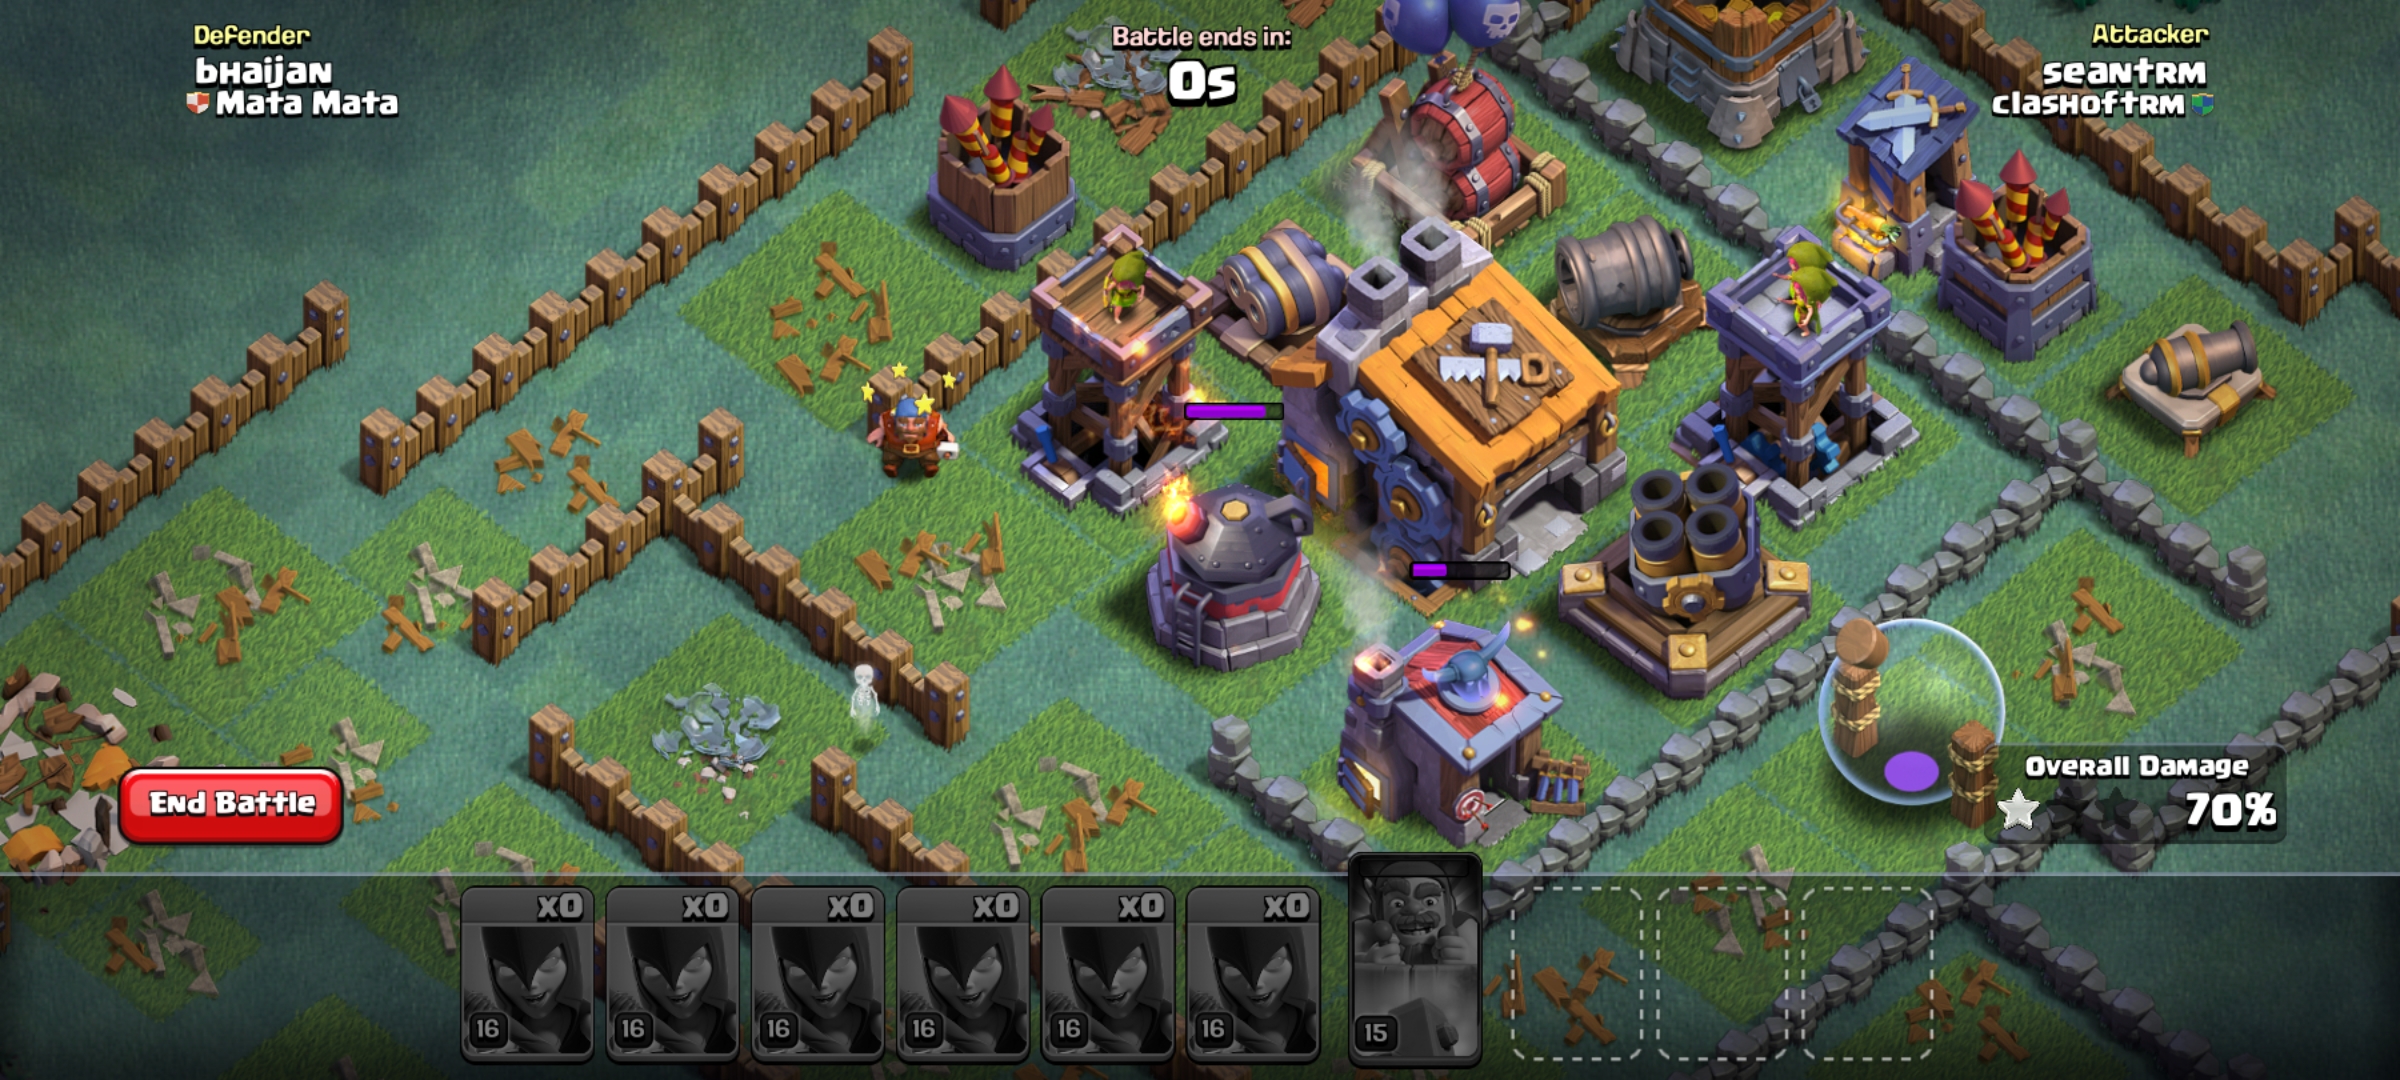 Defender
bHaijaN
Mata Mata
Battle ends in:
0s
Attacker
seantRM
clasHoftRM
End Battle
Overall Damage
70%
x0
x0
x0
x0
x0
x0
16
16
16
16
16
16
15